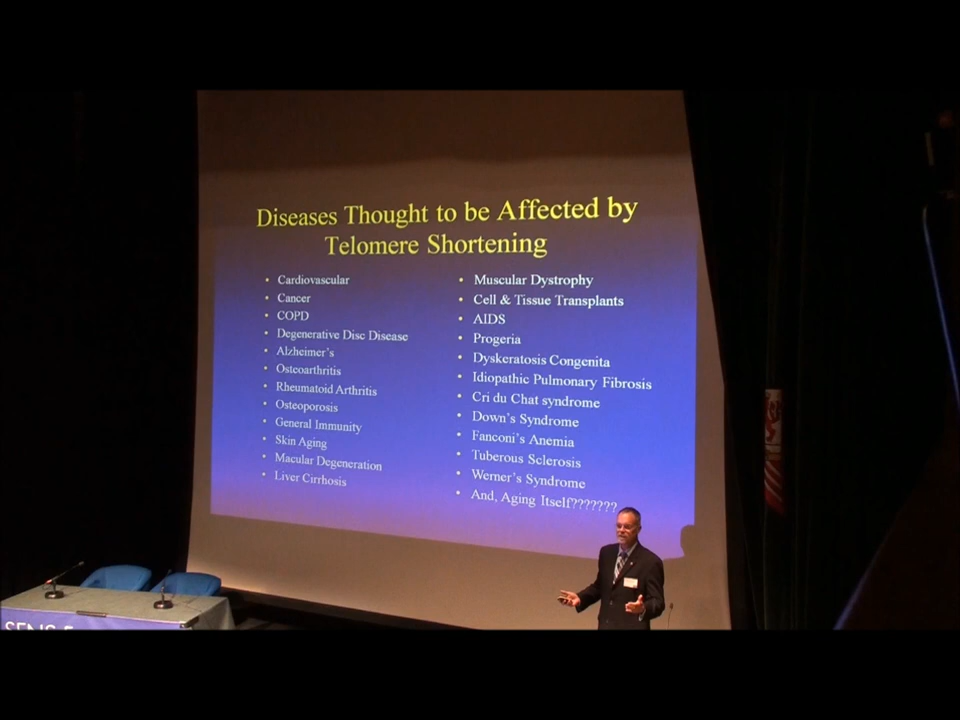 Diseases Thought to be Affected by
Telomere Shortening
• Cardiovascular
• Cancer
• COPD
• Degenerative Disc Disease
• Alzheimer's
• Osteoarthritis
• Rheumatoid Arthritis
• Osteoporosis
• General Immunity
• Skin Aging
• Macular Degeneration
• Liver Cirrhosis
• Muscular Dystrophy
• Cell & Tissue Transplants
• AIDS
• Progeria
• Dyskeratosis Congenita
• Idiopathic Pulmonary Fibrosis
• Cri du Chat syndrome
• Down's Syndrome
• Fanconi's Anemia
• Tuberous Sclerosis
• Werner's Syndrome
• And, Aging Itself???????